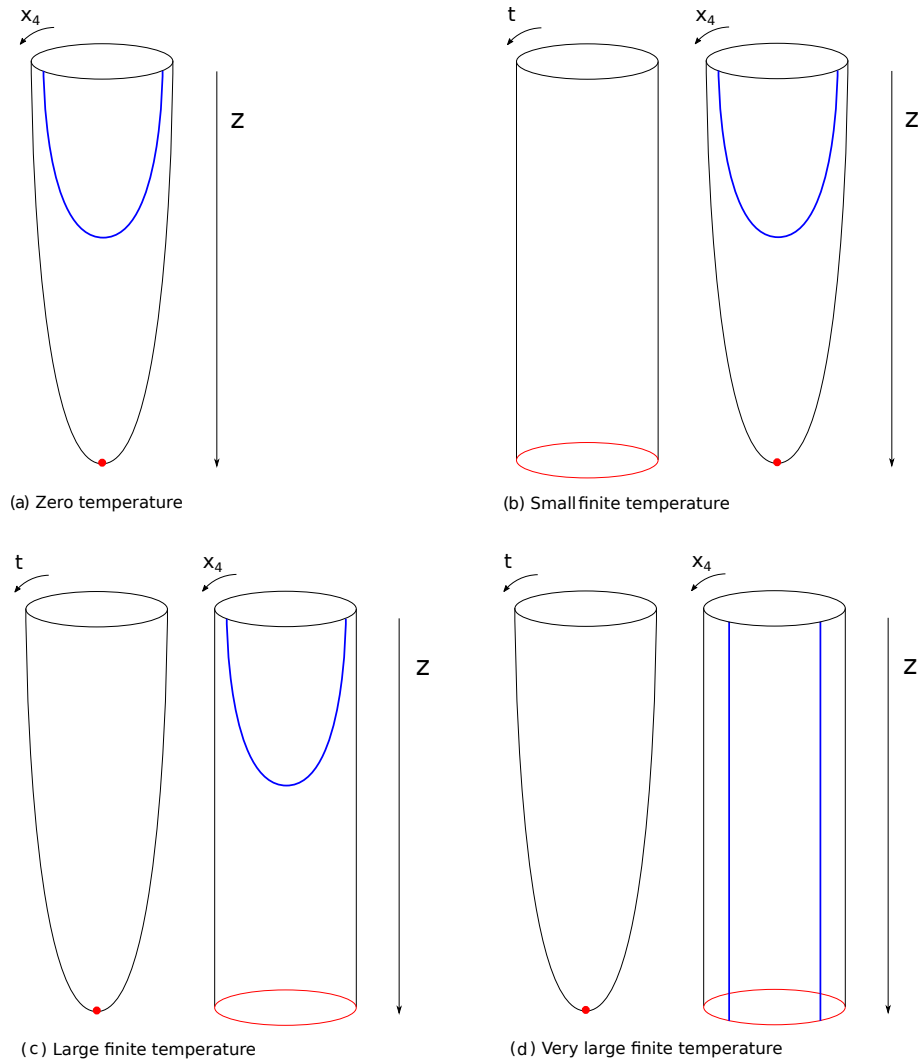 x₄
z
(a) Zero temperature
t
x₄
z
(b) Small finite temperature
t
x₄
z
(c) Large finite temperature
t
x₄
z
(d) Very large finite temperature